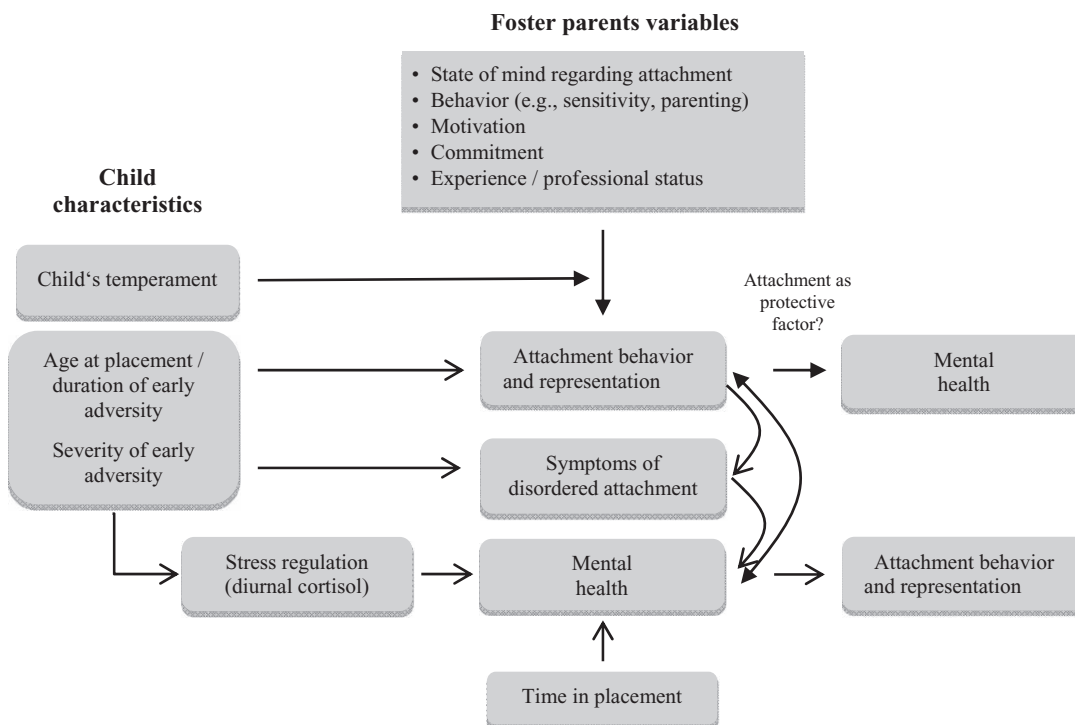 Foster parents variables
• State of mind regarding attachment
• Behavior (e.g., sensitivity, parenting)
• Motivation
• Commitment
• Experience / professional status
Child
characteristics
Child‘s temperament
Attachment as
protective
factor?
Age at placement /
duration of early
adversity
Severity of early
adversity
Attachment behavior
and representation
Mental
health
Symptoms of
disordered attachment
Stress regulation
(diurnal cortisol)
Mental
health
Attachment behavior
and representation
Time in placement